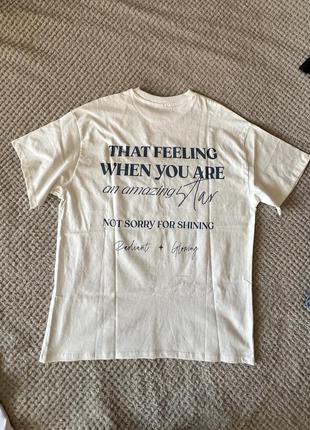 THAT FEELING
WHEN YOU ARE
an amazing Star
NOT SORRY FOR SHINING
Radiant + Glowing